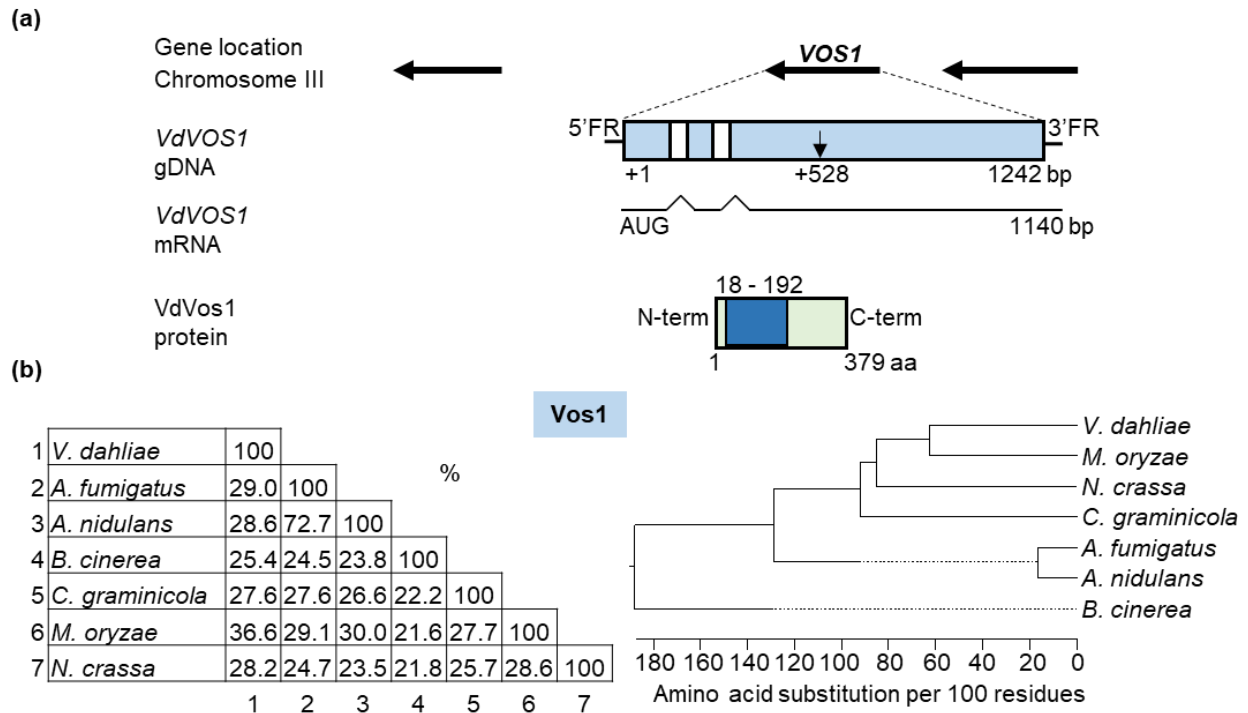 (a)
Gene location
Chromosome III
VOS1
VdVOS1
gDNA
5'FR
3'FR
+1
+528
1242 bp
VdVOS1
mRNA
AUG
1140 bp
VdVos1
protein
18 - 192
N-term
C-term
1
379 aa
(b)
Vos1
%
1 V. dahliae 100
2 A. fumigatus 29.0 100
3 A. nidulans 28.6 72.7 100
4 B. cinerea 25.4 24.5 23.8 100
5 C. graminicola 27.6 27.6 26.6 22.2 100
6 M. oryzae 36.6 29.1 30.0 21.6 27.7 100
7 N. crassa 28.2 24.7 23.5 21.8 25.7 28.6 100
1 2 3 4 5 6 7
V. dahliae
M. oryzae
N. crassa
C. graminicola
A. fumigatus
A. nidulans
B. cinerea
180 160 140 120 100 80 60 40 20 0
Amino acid substitution per 100 residues